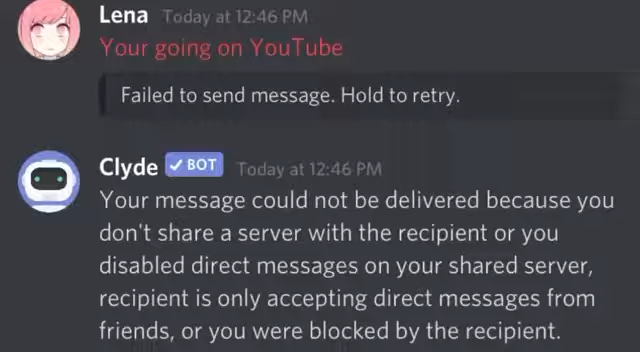 Lena Today at 12:46 PM
Your going on YouTube
Failed to send message. Hold to retry.
Clyde ✓ BOT Today at 12:46 PM
Your message could not be delivered because you
don't share a server with the recipient or you
disabled direct messages on your shared server,
recipient is only accepting direct messages from
friends, or you were blocked by the recipient.